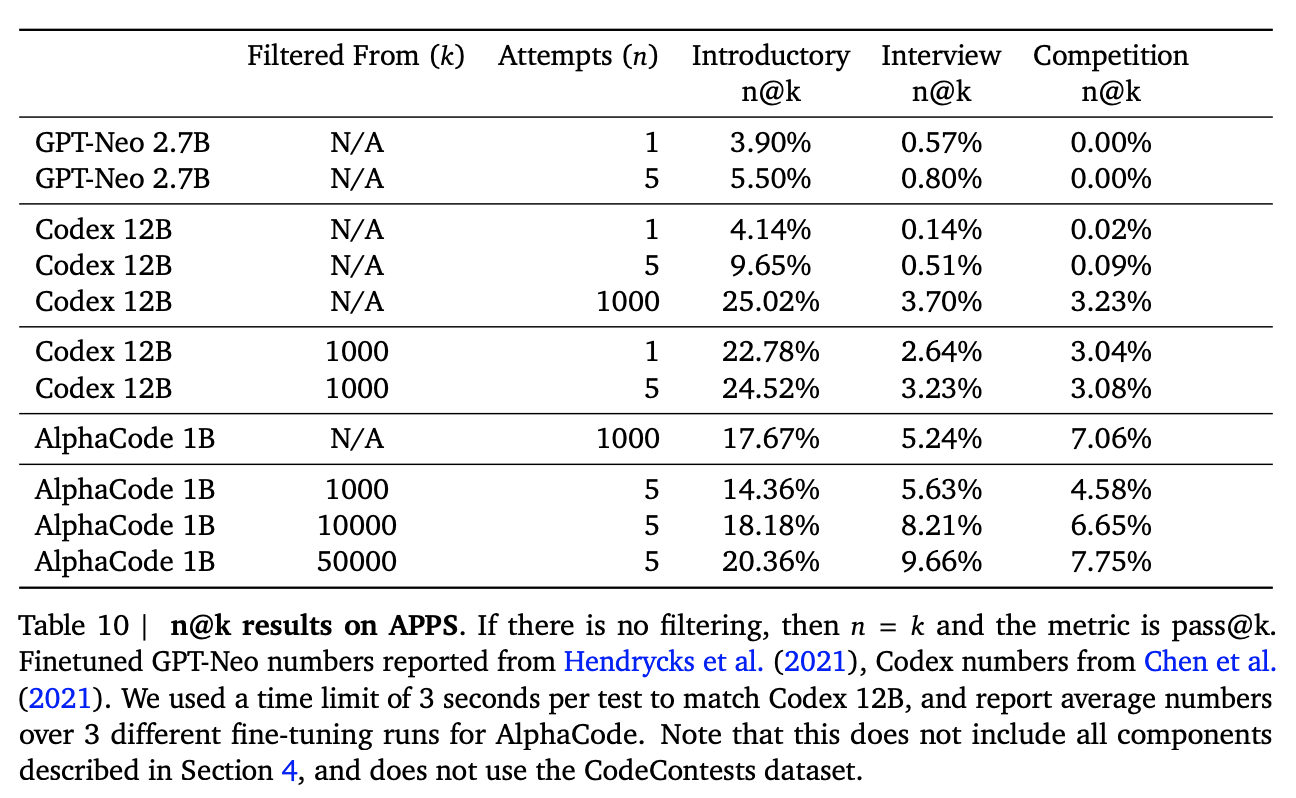 Filtered From (k) Attempts (n) Introductory Interview Competition
n@k n@k n@k
GPT-Neo 2.7B N/A 1 3.90% 0.57% 0.00%
GPT-Neo 2.7B N/A 5 5.50% 0.80% 0.00%
Codex 12B N/A 1 4.14% 0.14% 0.02%
Codex 12B N/A 5 9.65% 0.51% 0.09%
Codex 12B N/A 1000 25.02% 3.70% 3.23%
Codex 12B 1000 1 22.78% 2.64% 3.04%
Codex 12B 1000 5 24.52% 3.23% 3.08%
AlphaCode 1B N/A 1000 17.67% 5.24% 7.06%
AlphaCode 1B 1000 5 14.36% 5.63% 4.58%
AlphaCode 1B 10000 5 18.18% 8.21% 6.65%
AlphaCode 1B 50000 5 20.36% 9.66% 7.75%
Table 10 | n@k results on APPS. If there is no filtering, then n = k and the metric is pass@k.
Finetuned GPT-Neo numbers reported from Hendrycks et al. (2021), Codex numbers from Chen et al.
(2021). We used a time limit of 3 seconds per test to match Codex 12B, and report average numbers
over 3 different fine-tuning runs for AlphaCode. Note that this does not include all components
described in Section 4, and does not use the CodeContests dataset.